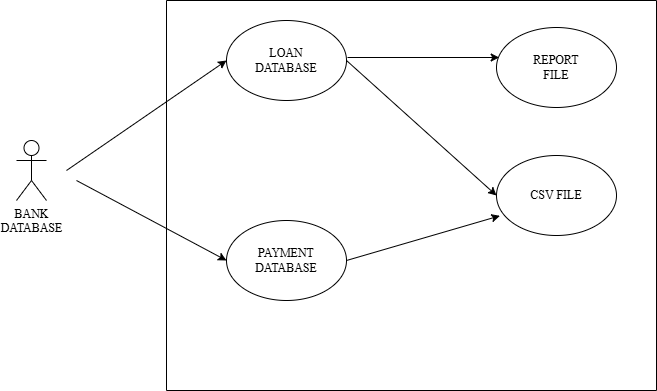 LOAN
DATABASE
REPORT
FILE
BANK
DATABASE
CSV FILE
PAYMENT
DATABASE